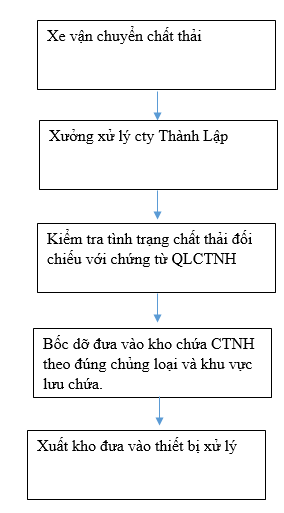 Xe vận chuyển chất thải
Xưởng xử lý cty Thành Lập
Kiểm tra tình trạng chất thải đối
chiếu với chứng từ QLCTNH
Bốc dỡ đưa vào kho chứa CTNH
theo đúng chủng loại và khu vực
lưu chứa.
Xuất kho đưa vào thiết bị xử lý